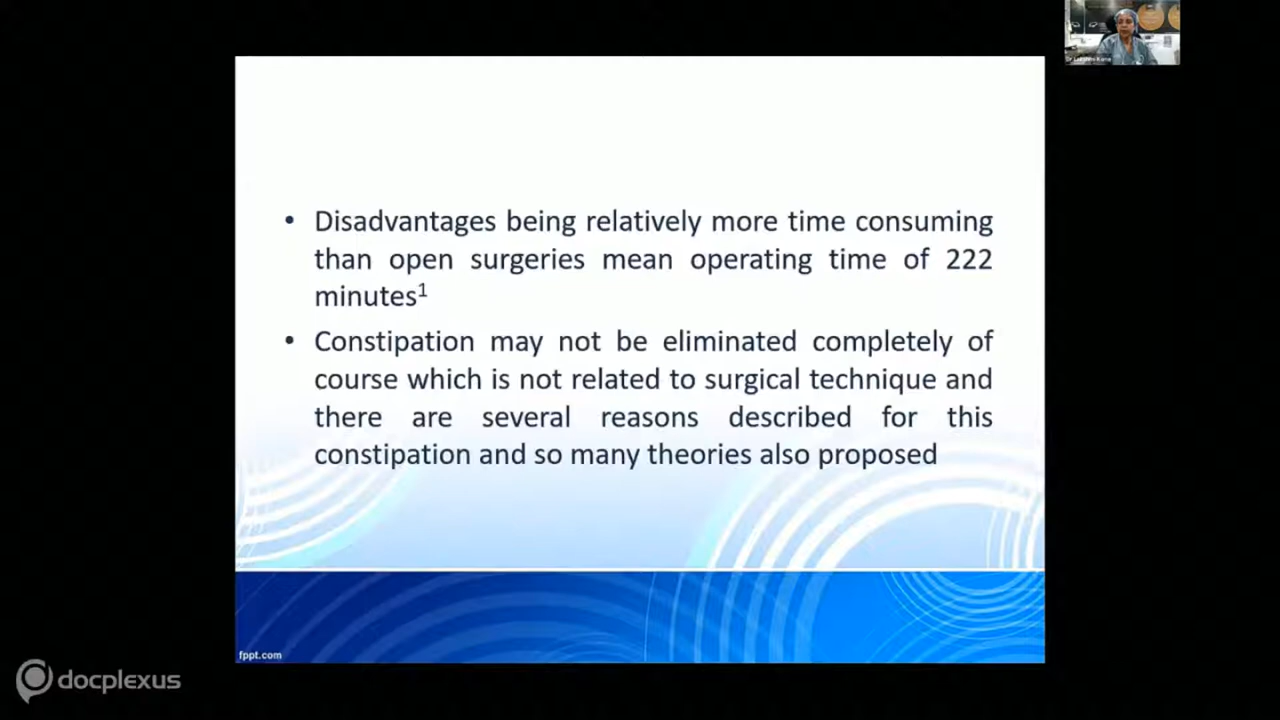 • Disadvantages being relatively more time consuming
than open surgeries mean operating time of 222
minutes¹
• Constipation may not be eliminated completely of
course which is not related to surgical technique and
there are several reasons described for this
constipation and so many theories also proposed
fppt.com
docplexus